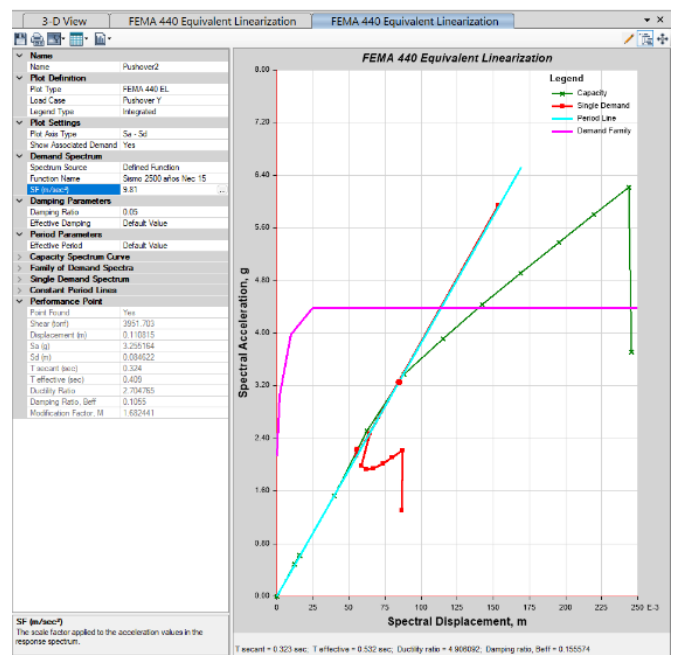 3-D View
FEMA 440 Equivalent Linearization
FEMA 440 Equivalent Linearization
Name
Name Pushover2
Plot Definition
Plot Type FEMA 440 EL
Load Case Pushover Y
Legend Type Integrated
Plot Settings
Plot Axis Type Sa - Sd
Show Associated Demand Yes
Demand Spectrum
Spectrum Source Defined Function
Function Name Sismo 2500 años Nec 15
SF (m/sec²) 9.81 ...
Damping Parameters
Damping Ratio 0.05
Effective Damping Default Value
Period Parameters
Effective Period Default Value
Capacity Spectrum Curve
Family of Demand Spectra
Single Demand Spectrum
Constant Period Lines
Performance Point
Point Found Yes
Shear (tonf) 3951.703
Displacement (m) 0.110815
Sa (g) 3.255164
Sd (m) 0.084622
T secant (sec) 0.324
T effective (sec) 0.409
Ductility Ratio 2.704765
Damping Ratio, Beff 0.1055
Modification Factor, M 1.682441
SF (m/sec²)
The scale factor applied to the acceleration values in the
response spectrum.
FEMA 440 Equivalent Linearization
Legend
Capacity
Single Demand
Period Line
Demand Family
8.00
7.20
6.40
5.60
4.80
4.00
3.20
2.40
1.60
0.80
0.00
Spectral Acceleration, g
0 25 50 75 100 125 150 175 200 225 250 E-3
Spectral Displacement, m
T secant = 0.323 sec; T effective = 0.532 sec; Ductility ratio = 4.908092; Damping ratio, Beff = 0.155574